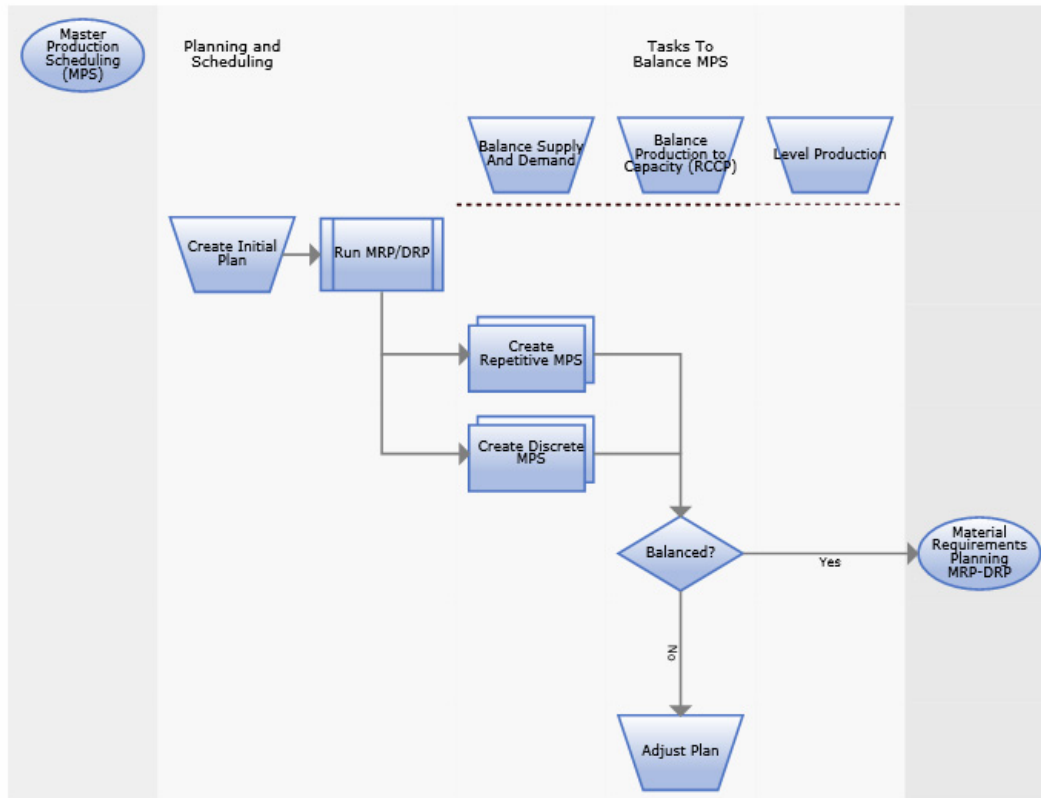 Master
Production
Scheduling
(MPS)
Planning and
Scheduling
Tasks To
Balance MPS
Balance Supply
And Demand
Balance
Production to
Capacity (RCCP)
Level Production
Create Initial
Plan
Run MRP/DRP
Create
Repetitive MPS
Create Discrete
MPS
Balanced?
Yes
Material
Requirements
Planning
MRP-DRP
No
Adjust Plan